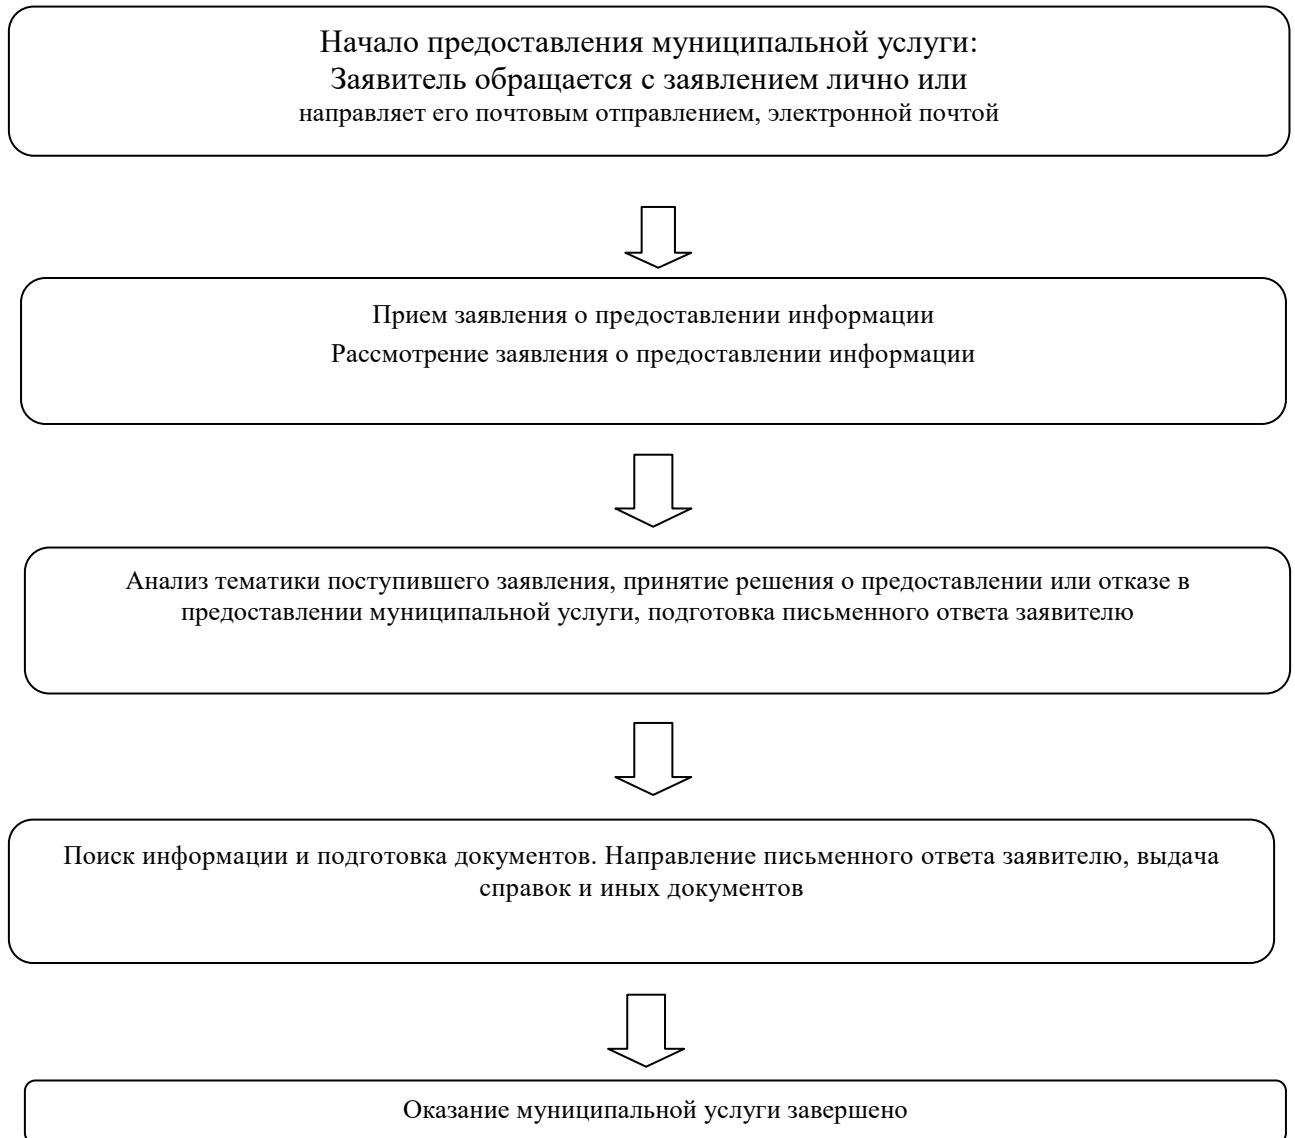 Начало предоставления муниципальной услуги:
Заявитель обращается с заявлением лично или
направляет его почтовым отправлением, электронной почтой
Прием заявления о предоставлении информации
Рассмотрение заявления о предоставлении информации
Анализ тематики поступившего заявления, принятие решения о предоставлении или отказе в
предоставлении муниципальной услуги, подготовка письменного ответа заявителю
Поиск информации и подготовка документов. Направление письменного ответа заявителю, выдача
справок и иных документов
Оказание муниципальной услуги завершено